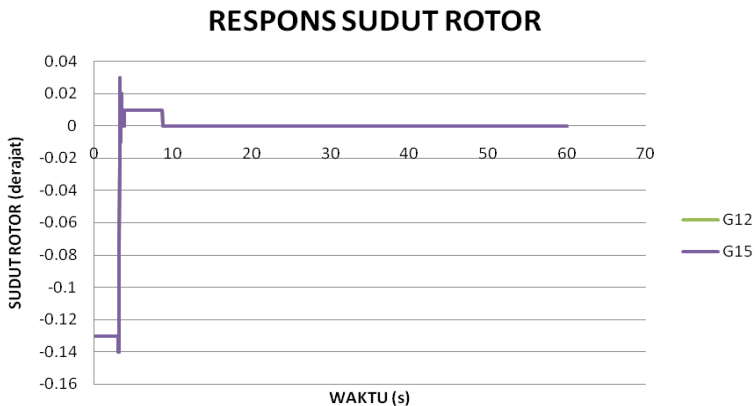 RESPONS SUDUT ROTOR
0.04
0.02
0
-0.02
-0.04
-0.06
-0.08
-0.1
-0.12
-0.14
-0.16
0 10 20 30 40 50 60 70
SUDUT ROTOR (derajat)
WAKTU (s)
G12
G15